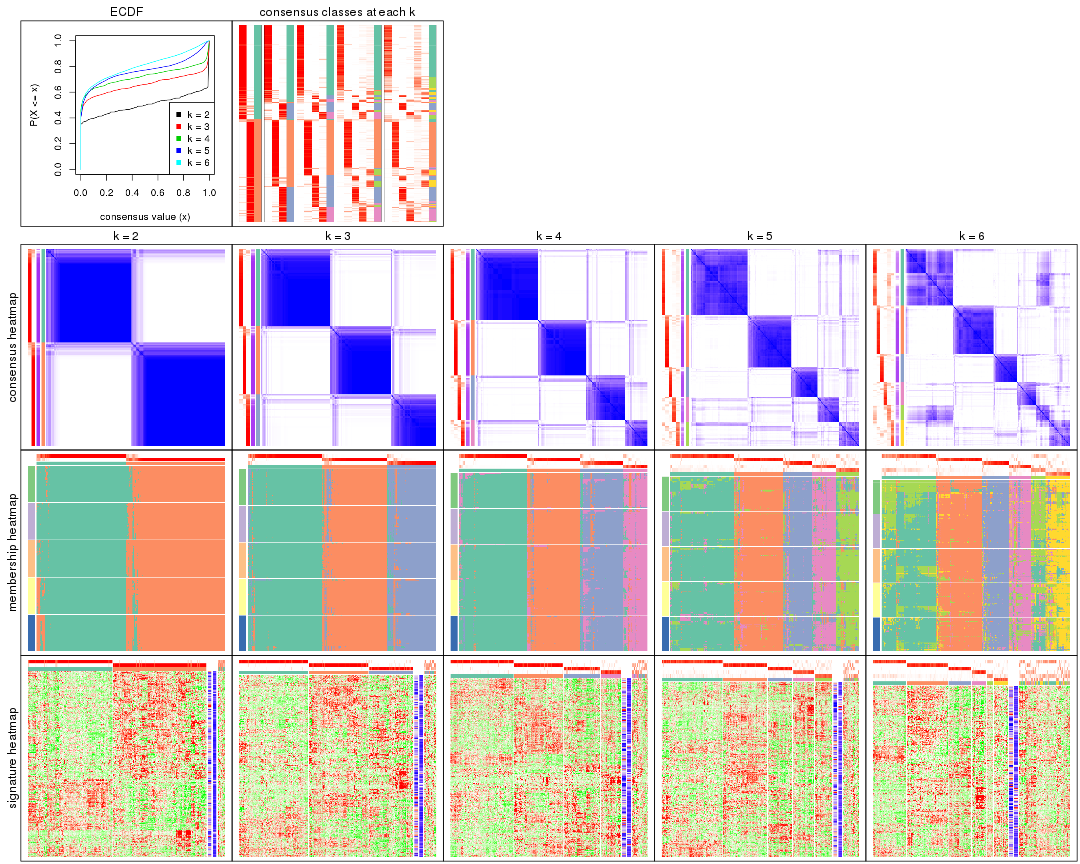 ECDF
consensus classes at each k
P(X <= x)
1.0
0.8
0.6
0.4
0.2
0.0
k = 2
k = 3
k = 4
k = 5
k = 6
0.0 0.2 0.4 0.6 0.8 1.0
consensus value (x)
k = 2
k = 3
k = 4
k = 5
k = 6
consensus heatmap
membership heatmap
signature heatmap